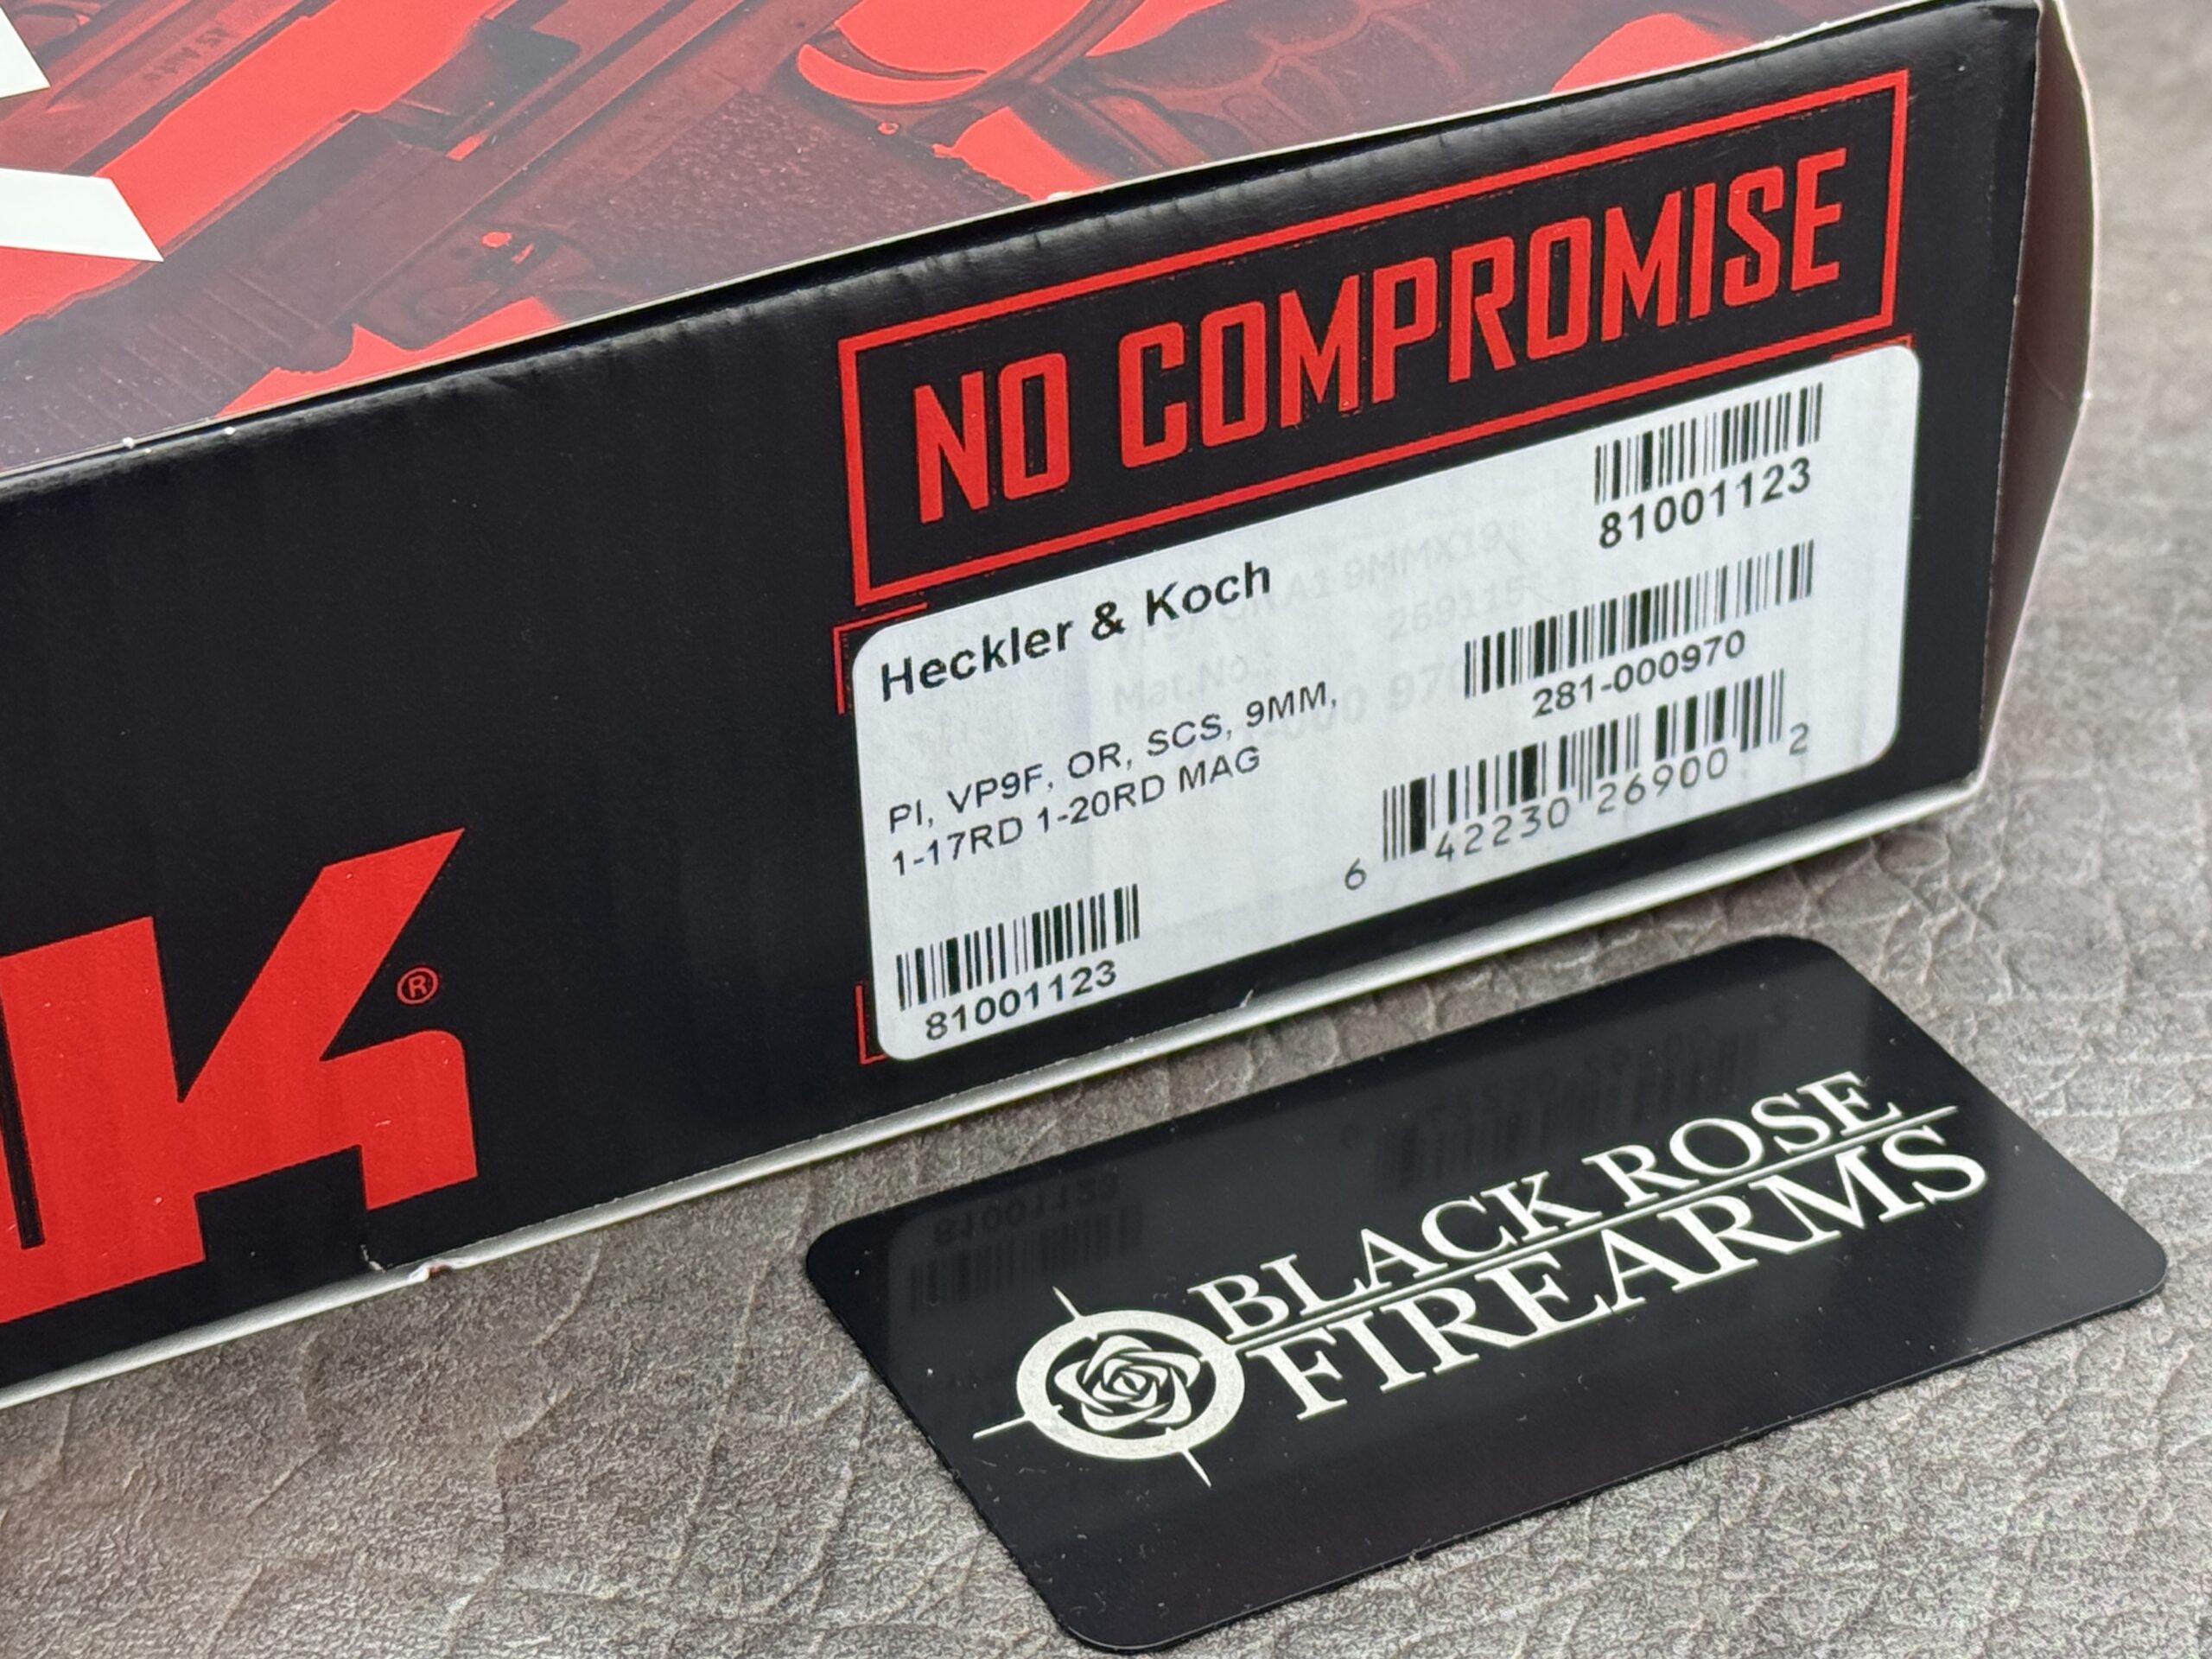 NO COMPROMISE
81001123
Heckler & Koch
281-000970
PI, VP9F, OR, SCS, 9MM,
1-17RD 1-20RD MAG
6 42230 26900 2
81001123
®
BLACK ROSE
FIREARMS